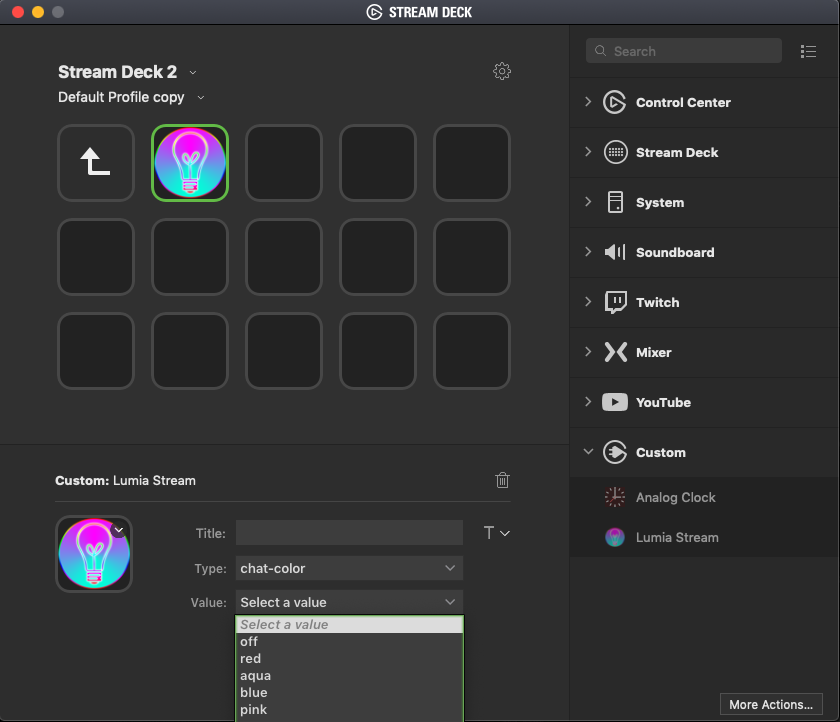 STREAM DECK
Stream Deck 2
Default Profile copy
Search
Control Center
Stream Deck
System
Soundboard
Twitch
Mixer
YouTube
Custom
Analog Clock
Lumia Stream
More Actions...
Custom: Lumia Stream
Title:
T
Type: chat-color
Value: Select a value
Select a value
off
red
aqua
blue
pink